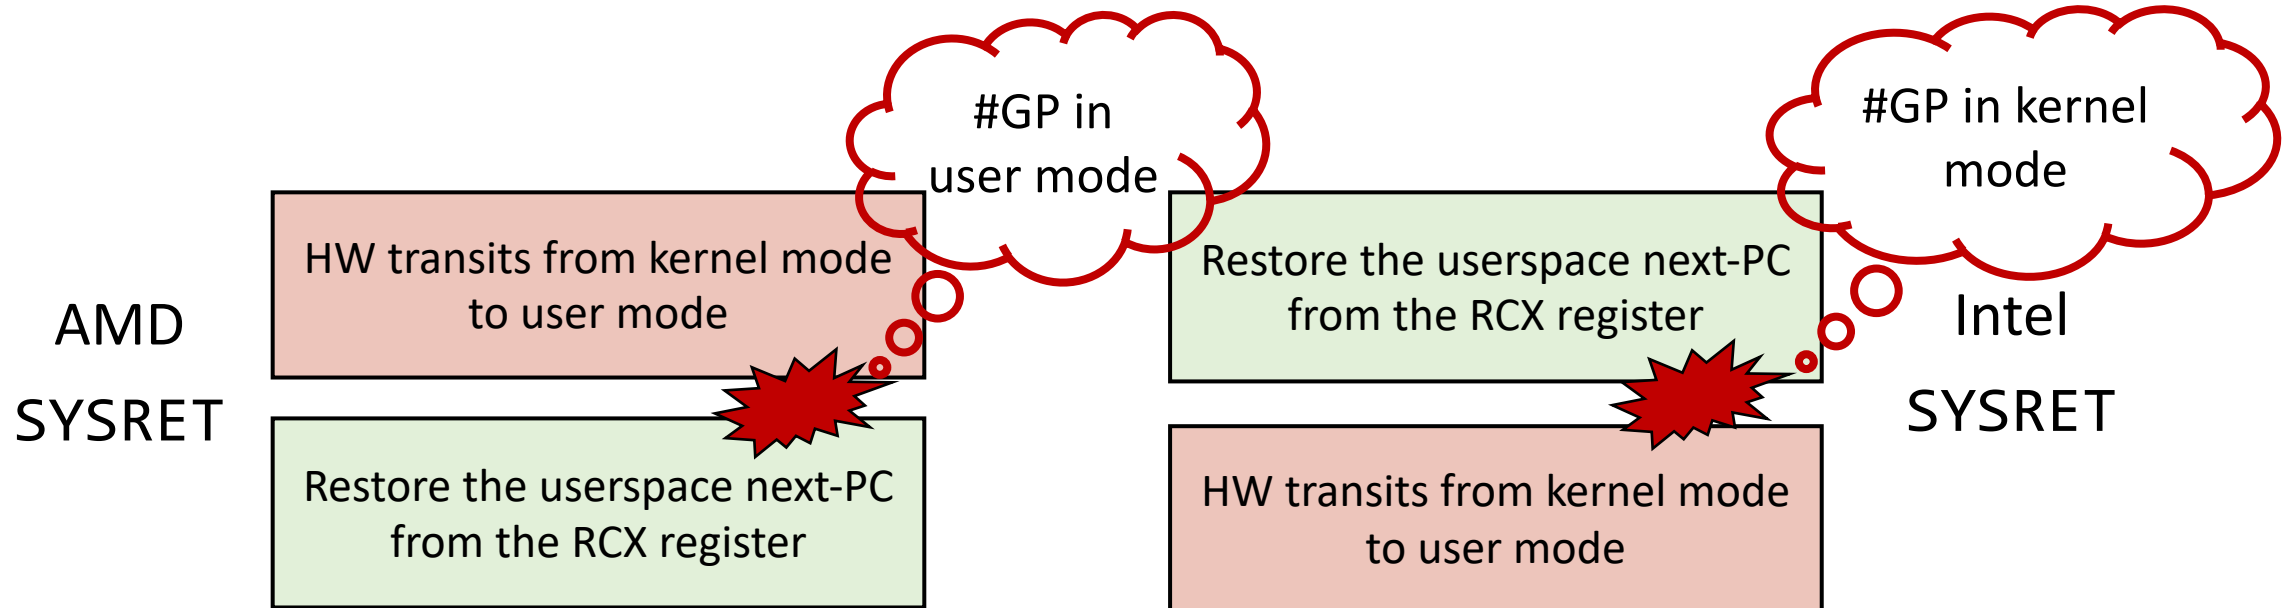 #GP in
user mode
#GP in kernel
mode
AMD
SYSRET
HW transits from kernel mode
to user mode
Restore the userspace next-PC
from the RCX register
Restore the userspace next-PC
from the RCX register
HW transits from kernel mode
to user mode
Intel
SYSRET